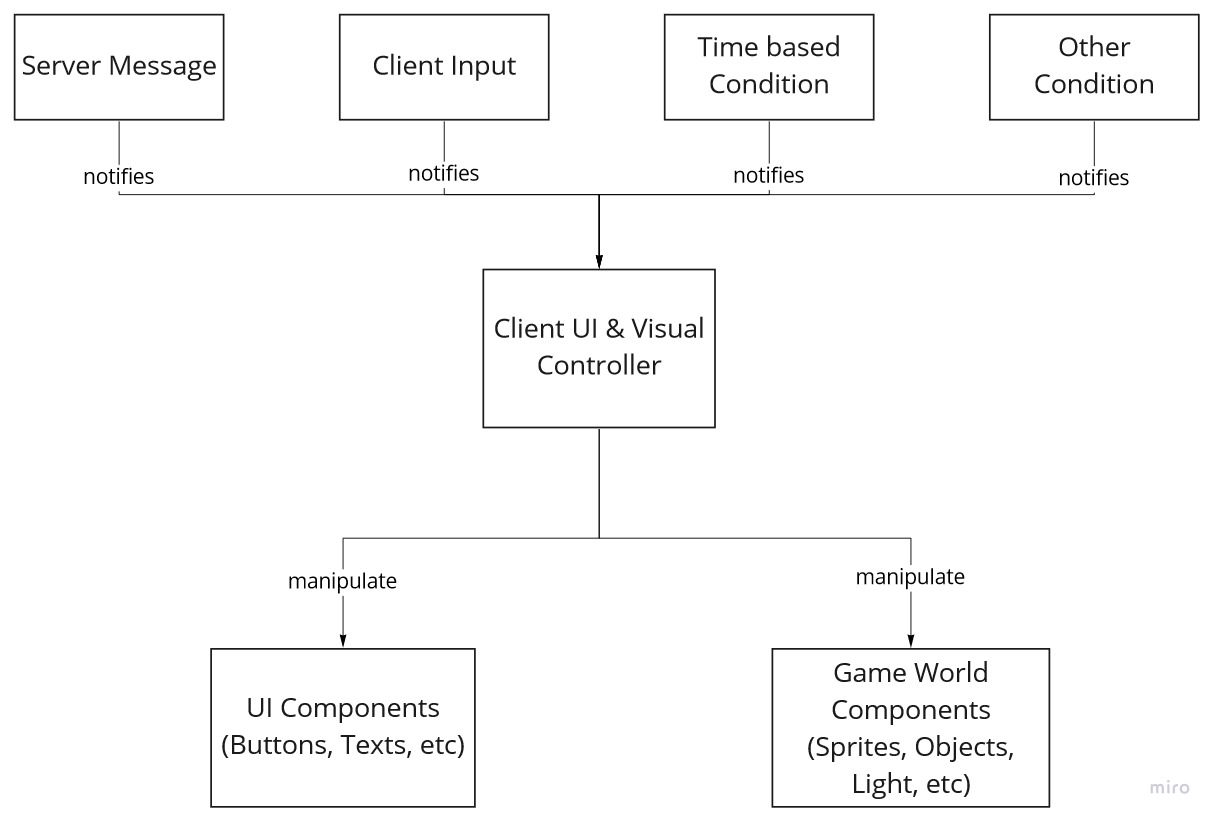 Server Message
Client Input
Time based
Condition
Other
Condition
notifies
notifies
notifies
notifies
Client UI & Visual
Controller
manipulate
manipulate
UI Components
(Buttons, Texts, etc)
Game World
Components
(Sprites, Objects,
Light, etc)
miro